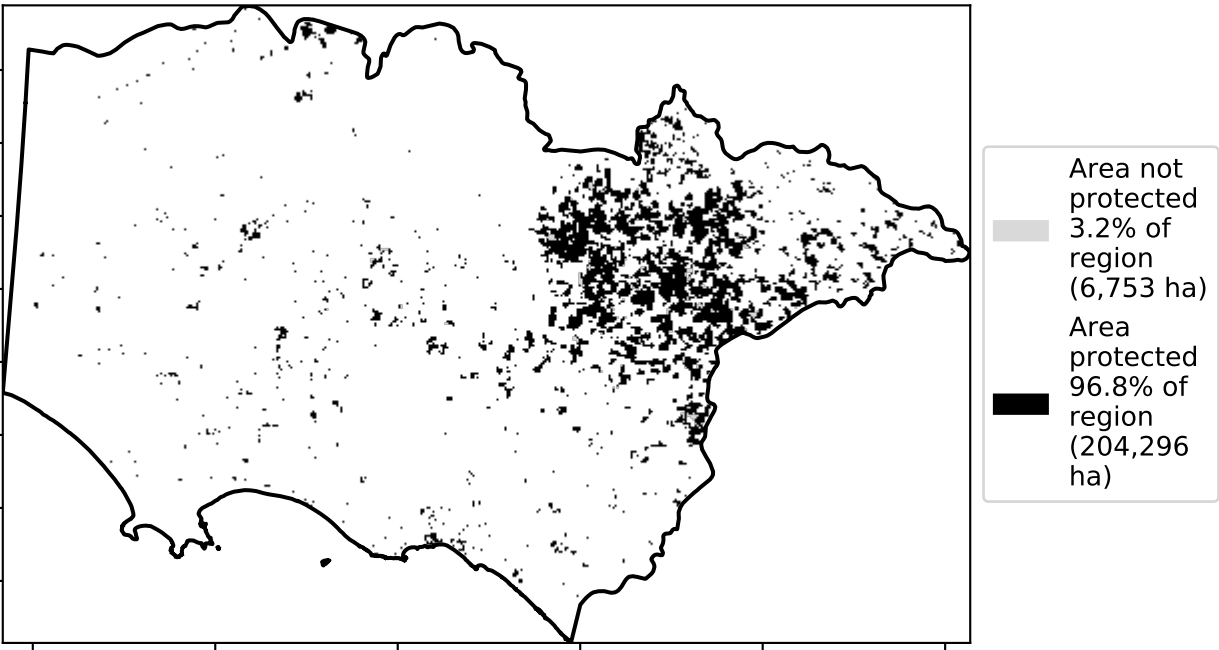 Area not
protected
3.2% of
region
(6,753 ha)
Area
protected
96.8% of
region
(204,296
ha)